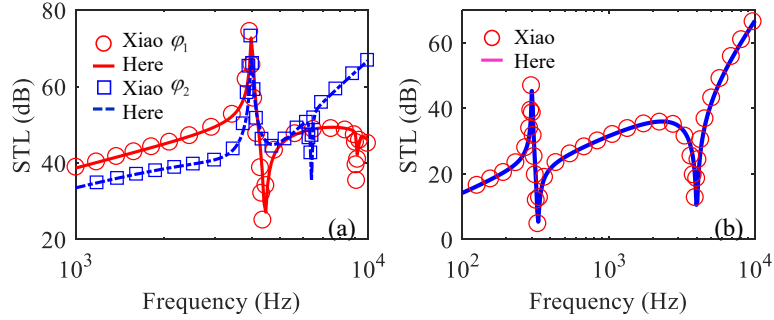 80
60
40
20
STL (dB)
Xiao φ1
Here
Xiao φ2
Here
(a)
10^3
10^4
Frequency (Hz)
60
40
20
0
STL (dB)
Xiao
Here
(b)
10^2
10^3
10^4
Frequency (Hz)